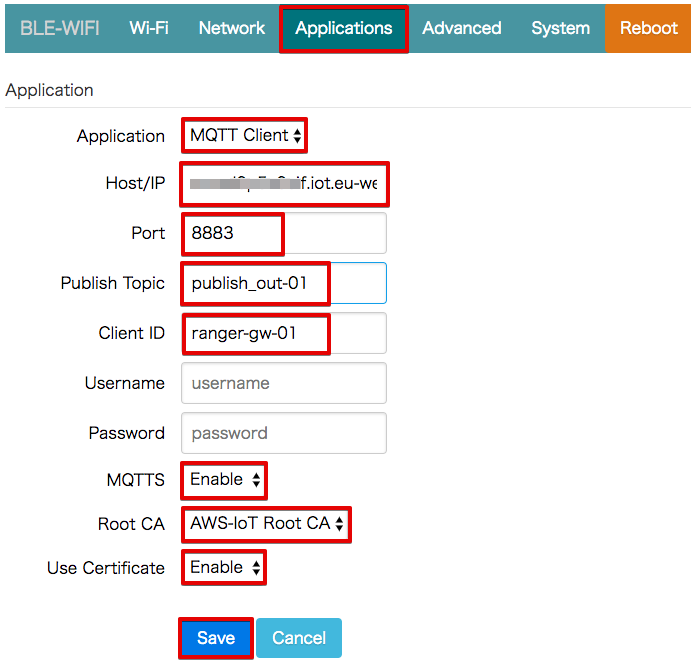 BLE-WIFI Wi-Fi Network Applications Advanced System Reboot
Application
Application MQTT Client
Host/IP f.iot.eu-we
Port 8883
Publish Topic publish_out-01
Client ID ranger-gw-01
Username username
Password password
MQTTS Enable
Root CA AWS-IoT Root CA
Use Certificate Enable
Save Cancel